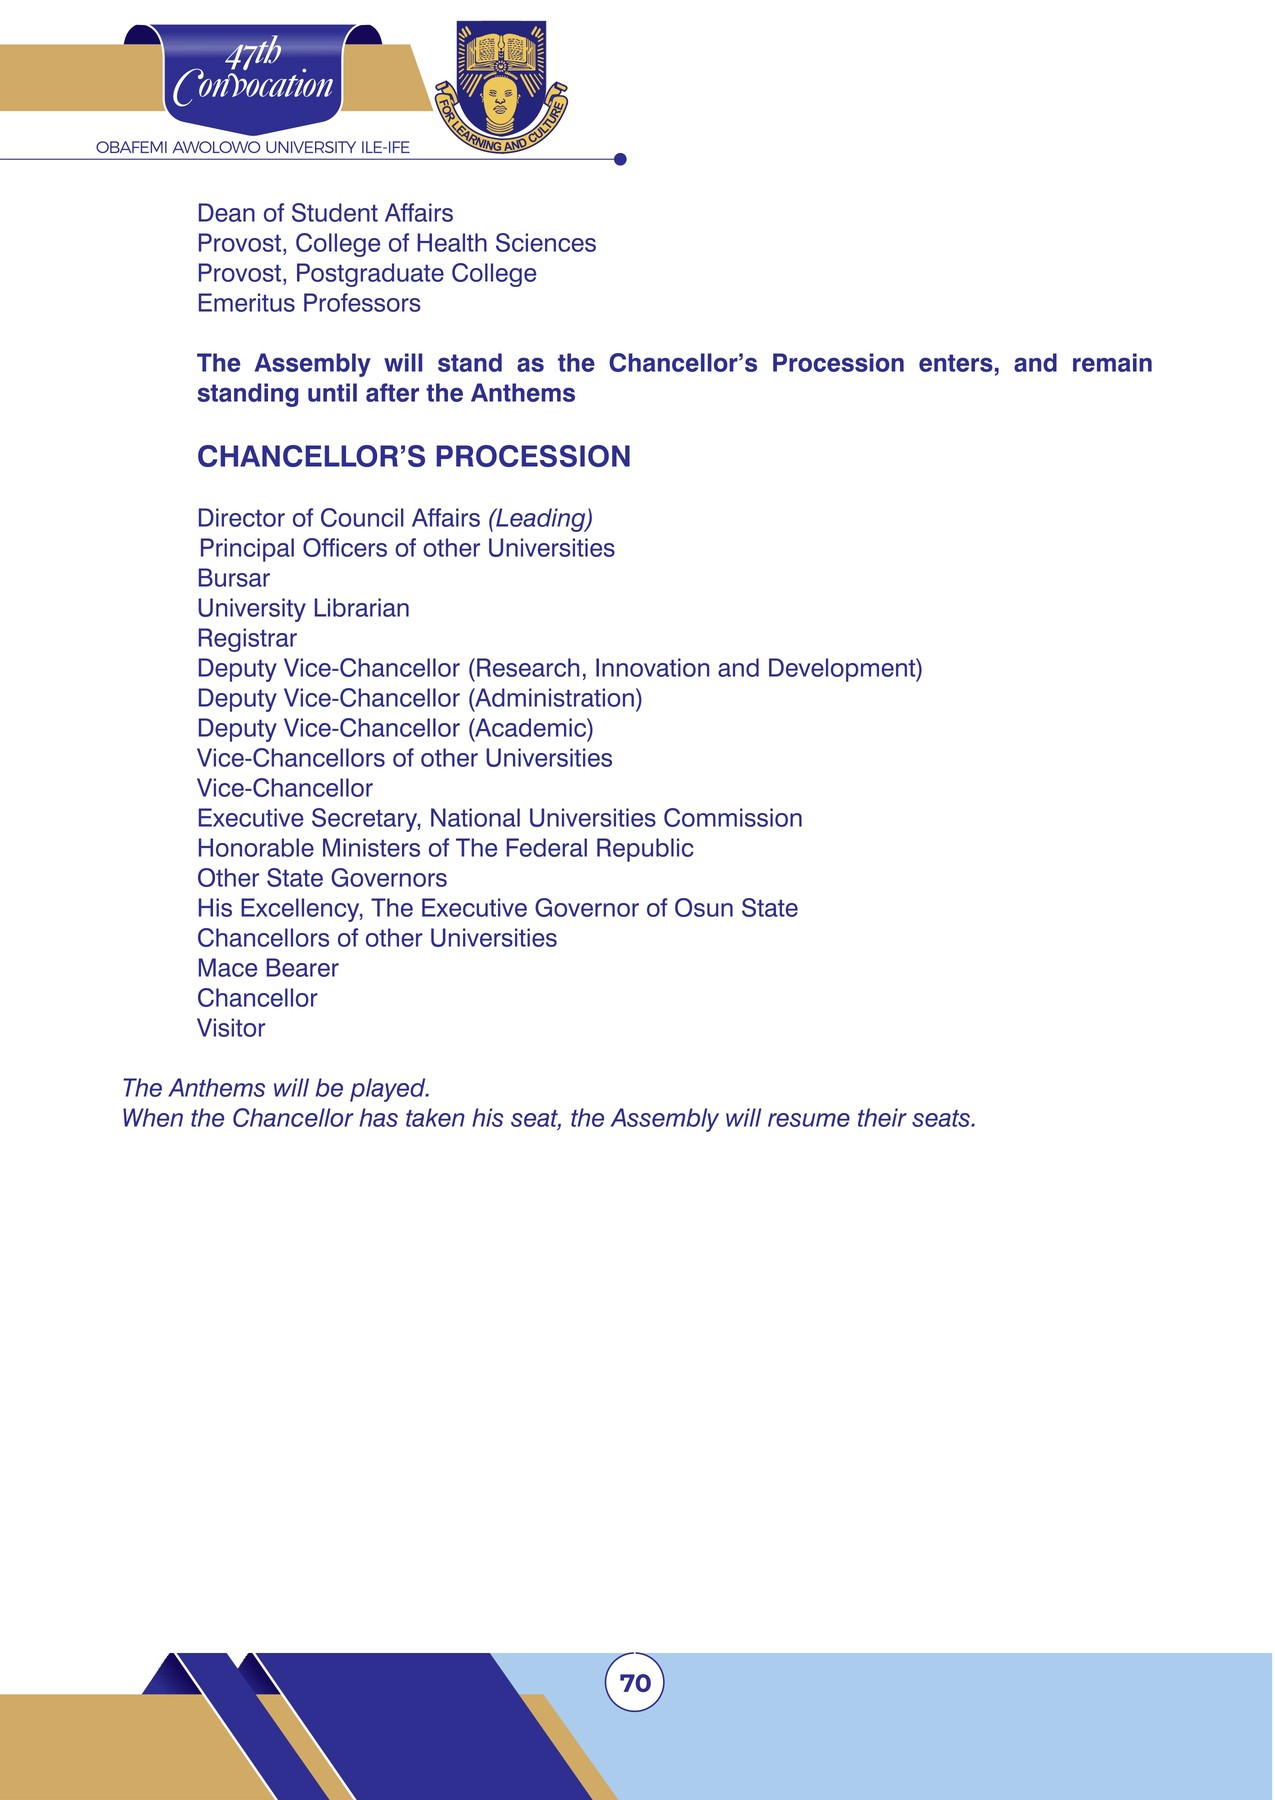 47th
Convocation
OBAFEMI AWOLOWO UNIVERSITY ILE-IFE
FOR LEARNING AND CULTURE
Dean of Student Affairs
Provost, College of Health Sciences
Provost, Postgraduate College
Emeritus Professors
The Assembly will stand as the Chancellor’s Procession enters, and remain
standing until after the Anthems
CHANCELLOR’S PROCESSION
Director of Council Affairs (Leading)
Principal Officers of other Universities
Bursar
University Librarian
Registrar
Deputy Vice-Chancellor (Research, Innovation and Development)
Deputy Vice-Chancellor (Administration)
Deputy Vice-Chancellor (Academic)
Vice-Chancellors of other Universities
Vice-Chancellor
Executive Secretary, National Universities Commission
Honorable Ministers of The Federal Republic
Other State Governors
His Excellency, The Executive Governor of Osun State
Chancellors of other Universities
Mace Bearer
Chancellor
Visitor
The Anthems will be played.
When the Chancellor has taken his seat, the Assembly will resume their seats.
70